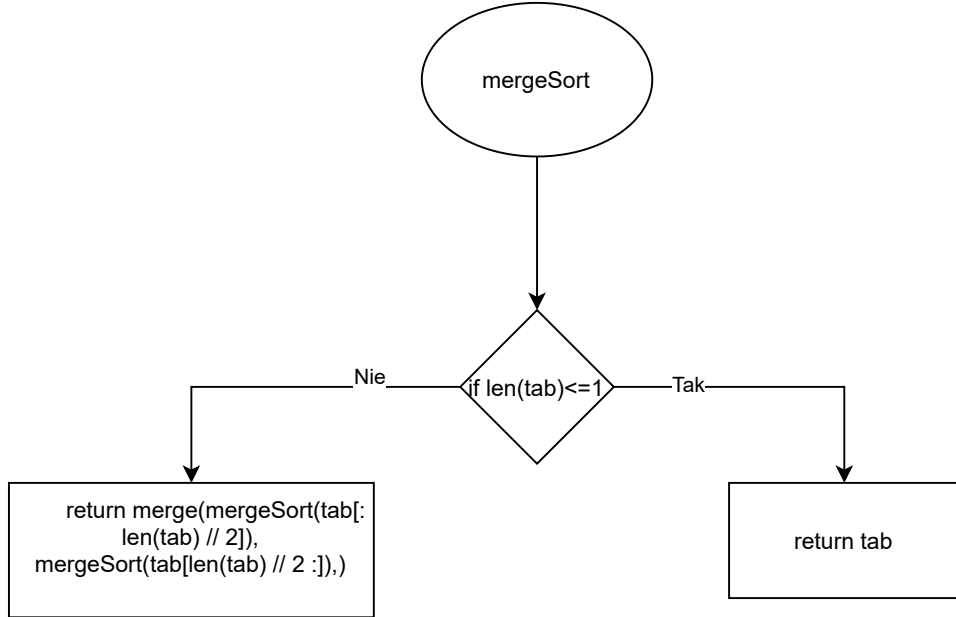 mergeSort
if len(tab)<=1
Nie
Tak
return merge(mergeSort(tab[:
len(tab) // 2]),
mergeSort(tab[len(tab) // 2 :]),)
return tab